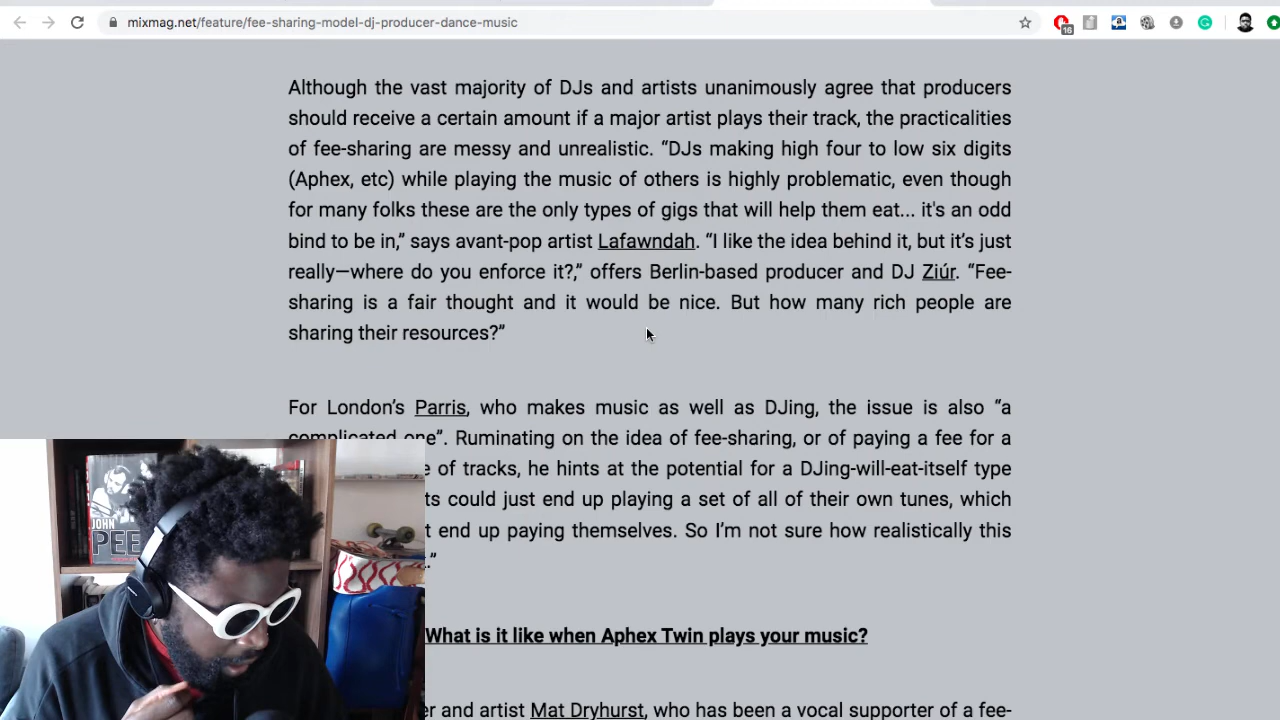 mixmag.net/feature/fee-sharing-model-dj-producer-dance-music
16
Although the vast majority of DJs and artists unanimously agree that producers
should receive a certain amount if a major artist plays their track, the practicalities
of fee-sharing are messy and unrealistic. “DJs making high four to low six digits
(Aphex, etc) while playing the music of others is highly problematic, even though
for many folks these are the only types of gigs that will help them eat... it's an odd
bind to be in,” says avant-pop artist Lafawndah. “I like the idea behind it, but it’s just
really—where do you enforce it?,” offers Berlin-based producer and DJ Ziúr. “Fee-
sharing is a fair thought and it would be nice. But how many rich people are
sharing their resources?”
For London’s Parris, who makes music as well as DJing, the issue is also “a
complicated one”. Ruminating on the idea of fee-sharing, or of paying a fee for a
e of tracks, he hints at the potential for a DJing-will-eat-itself type
ts could just end up playing a set of all of their own tunes, which
t end up paying themselves. So I’m not sure how realistically this
.”
What is it like when Aphex Twin plays your music?
er and artist Mat Dryhurst, who has been a vocal supporter of a fee-
JOHN
PEE